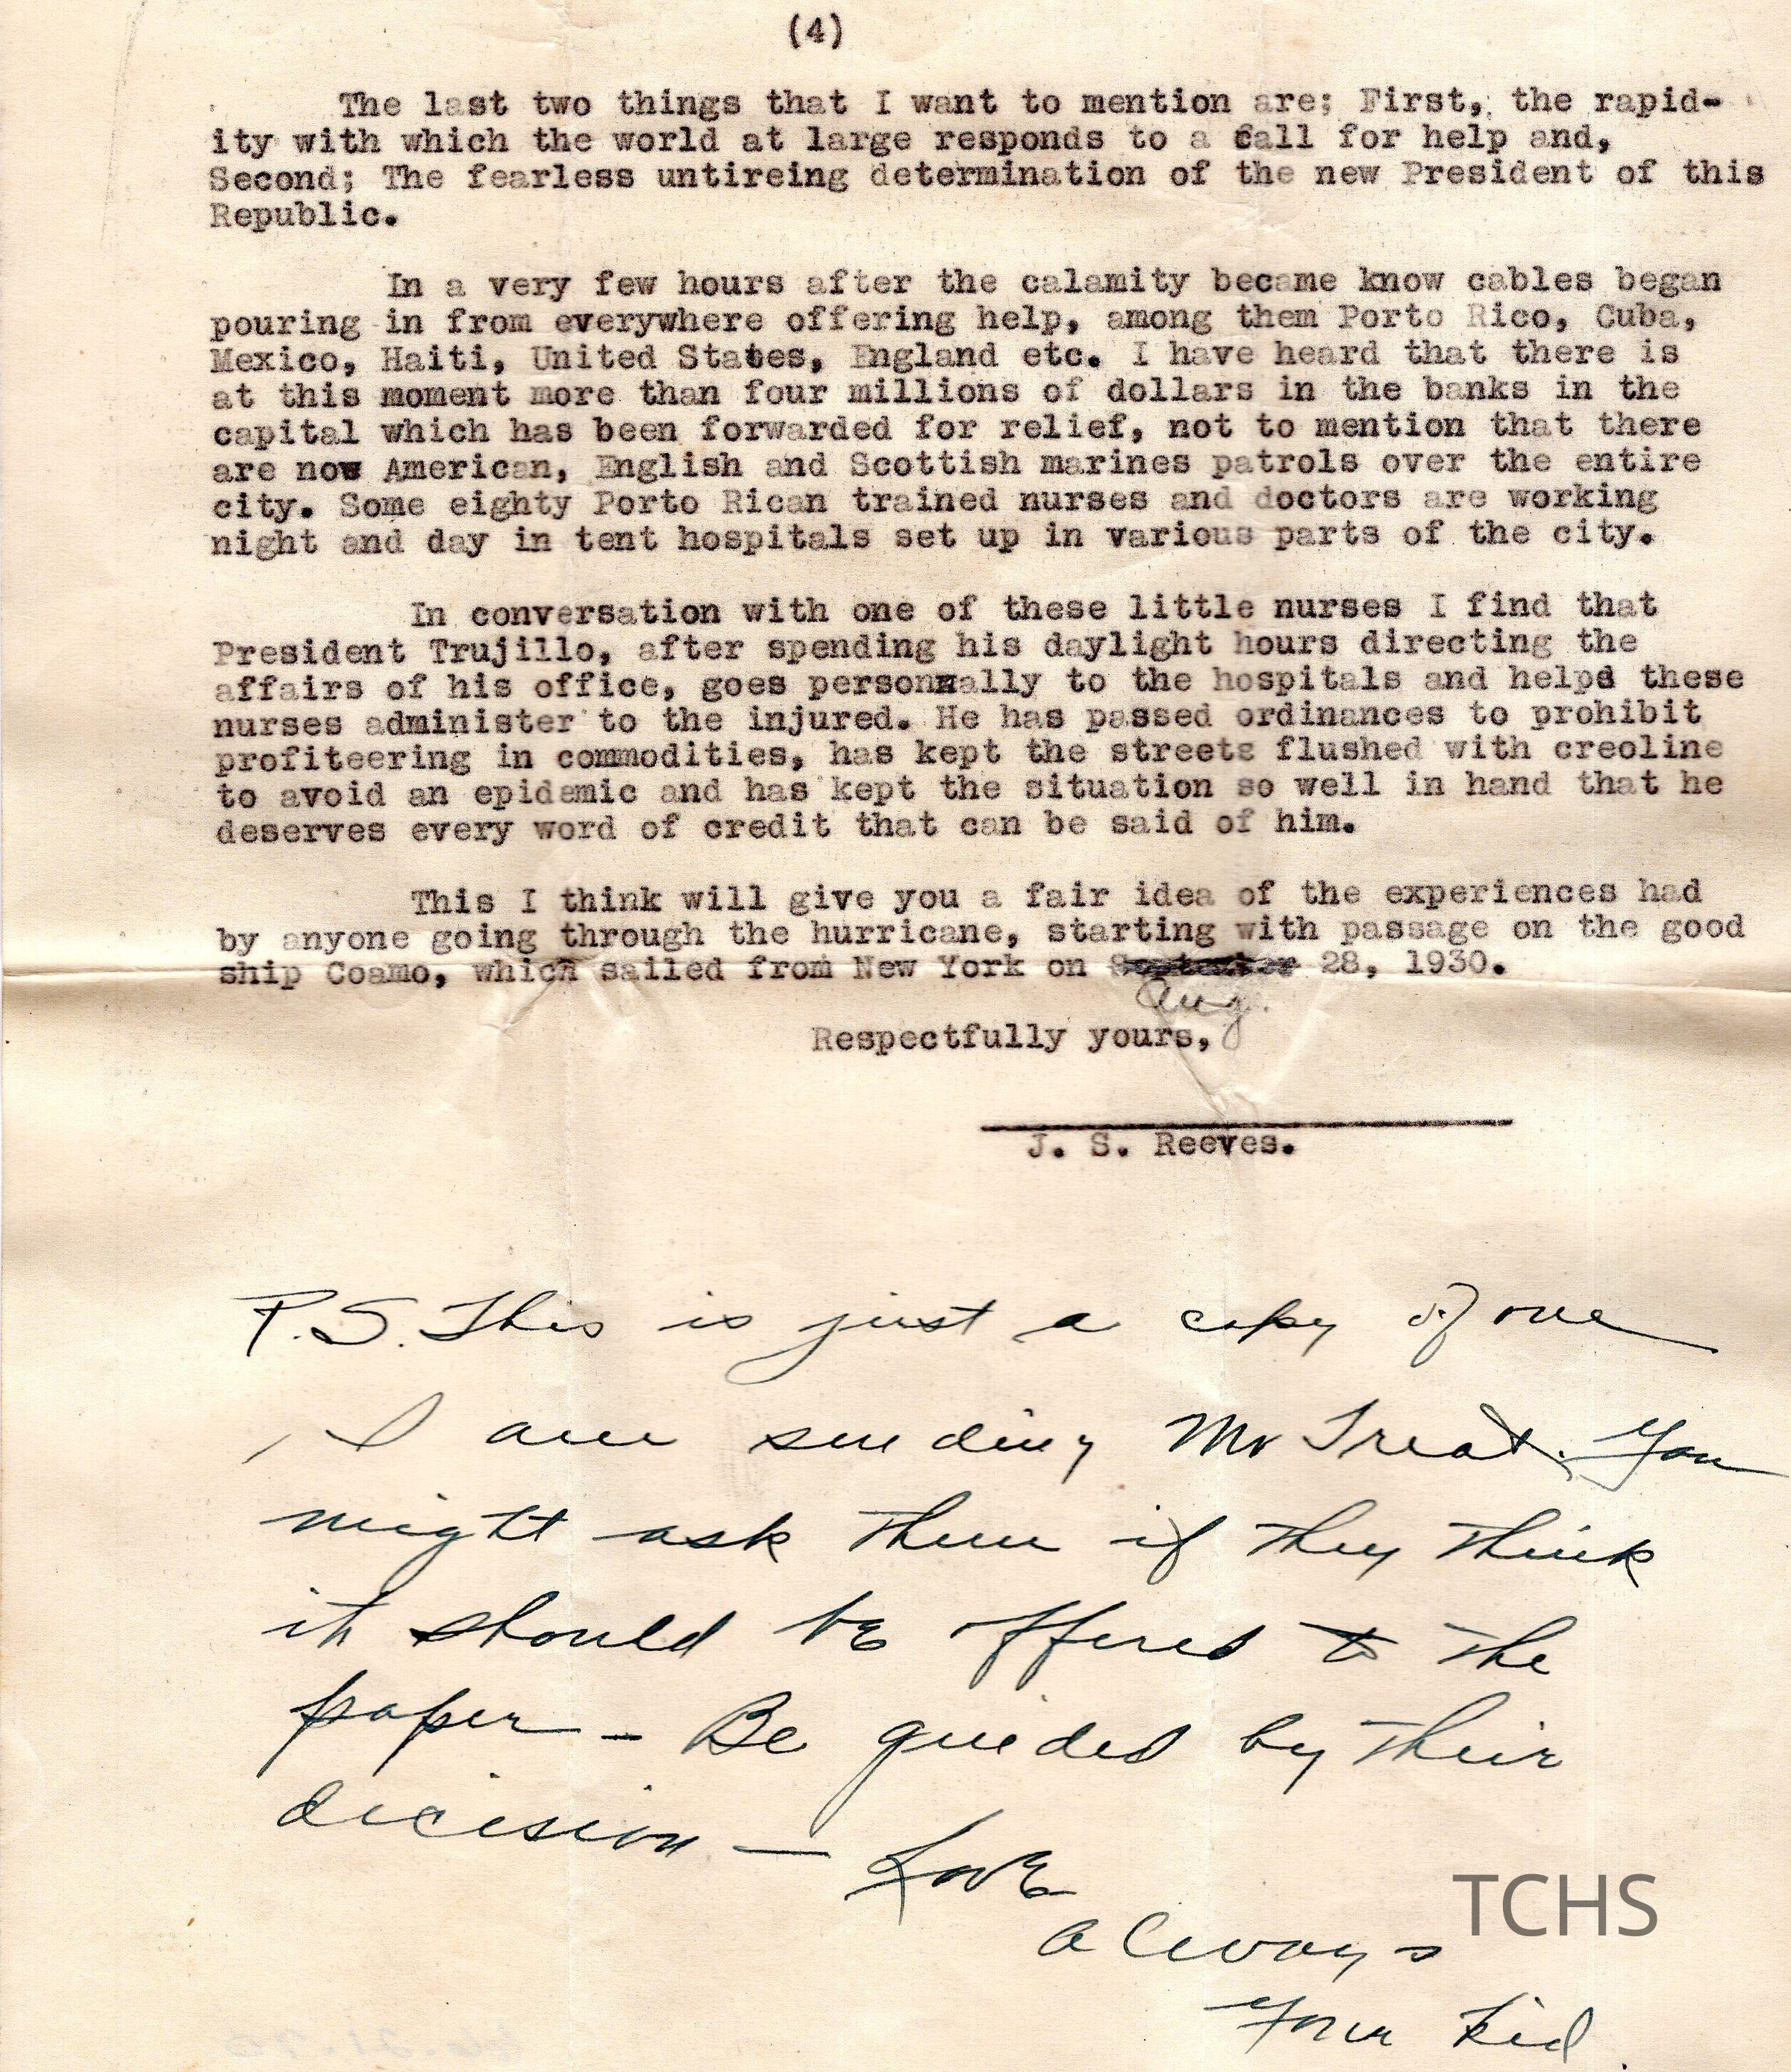 (4)
The last two things that I want to mention are; First, the rapid-
ity with which the world at large responds to a call for help and,
Second; The fearless untireing determination of the new President of this
Republic.
In a very few hours after the calamity became know cables began
pouring in from everywhere offering help, among them Porto Rico, Cuba,
Mexico, Haiti, United States, England etc. I have heard that there is
at this moment more than four millions of dollars in the banks in the
capital which has been forwarded for relief, not to mention that there
are now American, English and Scottish marines patrols over the entire
city. Some eighty Porto Rican trained nurses and doctors are working
night and day in tent hospitals set up in various parts of the city.
In conversation with one of these little nurses I find that
President Trujillo, after spending his daylight hours directing the
affairs of his office, goes personally to the hospitals and helps these
nurses administer to the injured. He has passed ordinances to prohibit
profiteering in commodities, has kept the streets flushed with creoline
to avoid an epidemic and has kept the situation so well in hand that he
deserves every word of credit that can be said of him.
This I think will give you a fair idea of the experiences had
by anyone going through the hurricane, starting with passage on the good
ship Coamo, which sailed from New York on September 28, 1930.
Aug.
Respectfully yours,
J. S. Reeves.
P.S. This is just a copy of one
I am sending Mr Treat. You
might ask them if they think
it should be offered to the
paper - Be guided by their
decision - Love
always
Your Kid
TCHS